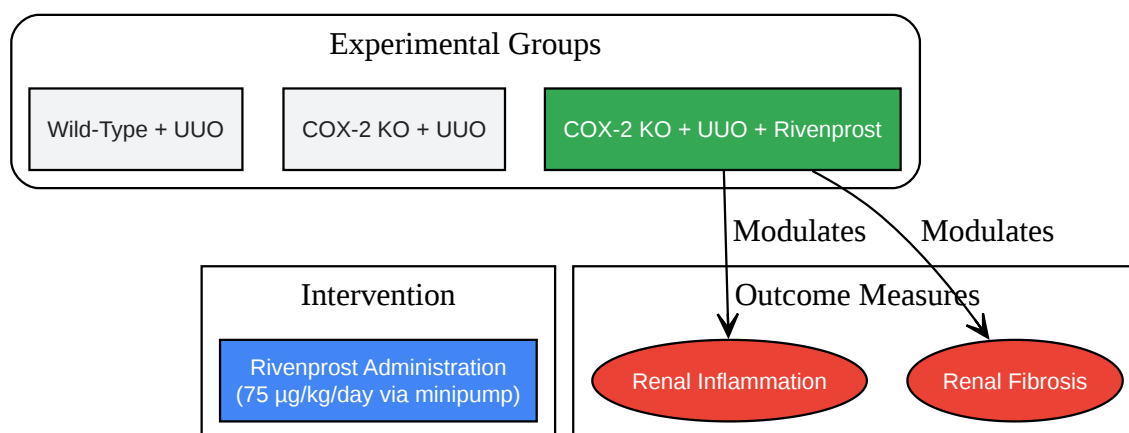 Experimental Groups
Wild-Type + UUO
COX-2 KO + UUO
COX-2 KO + UUO + Rivenprost
Modulates
Modulates
Intervention
Outcome Measures
Rivenprost Administration
(75 µg/kg/day via minipump)
Renal Inflammation
Renal Fibrosis